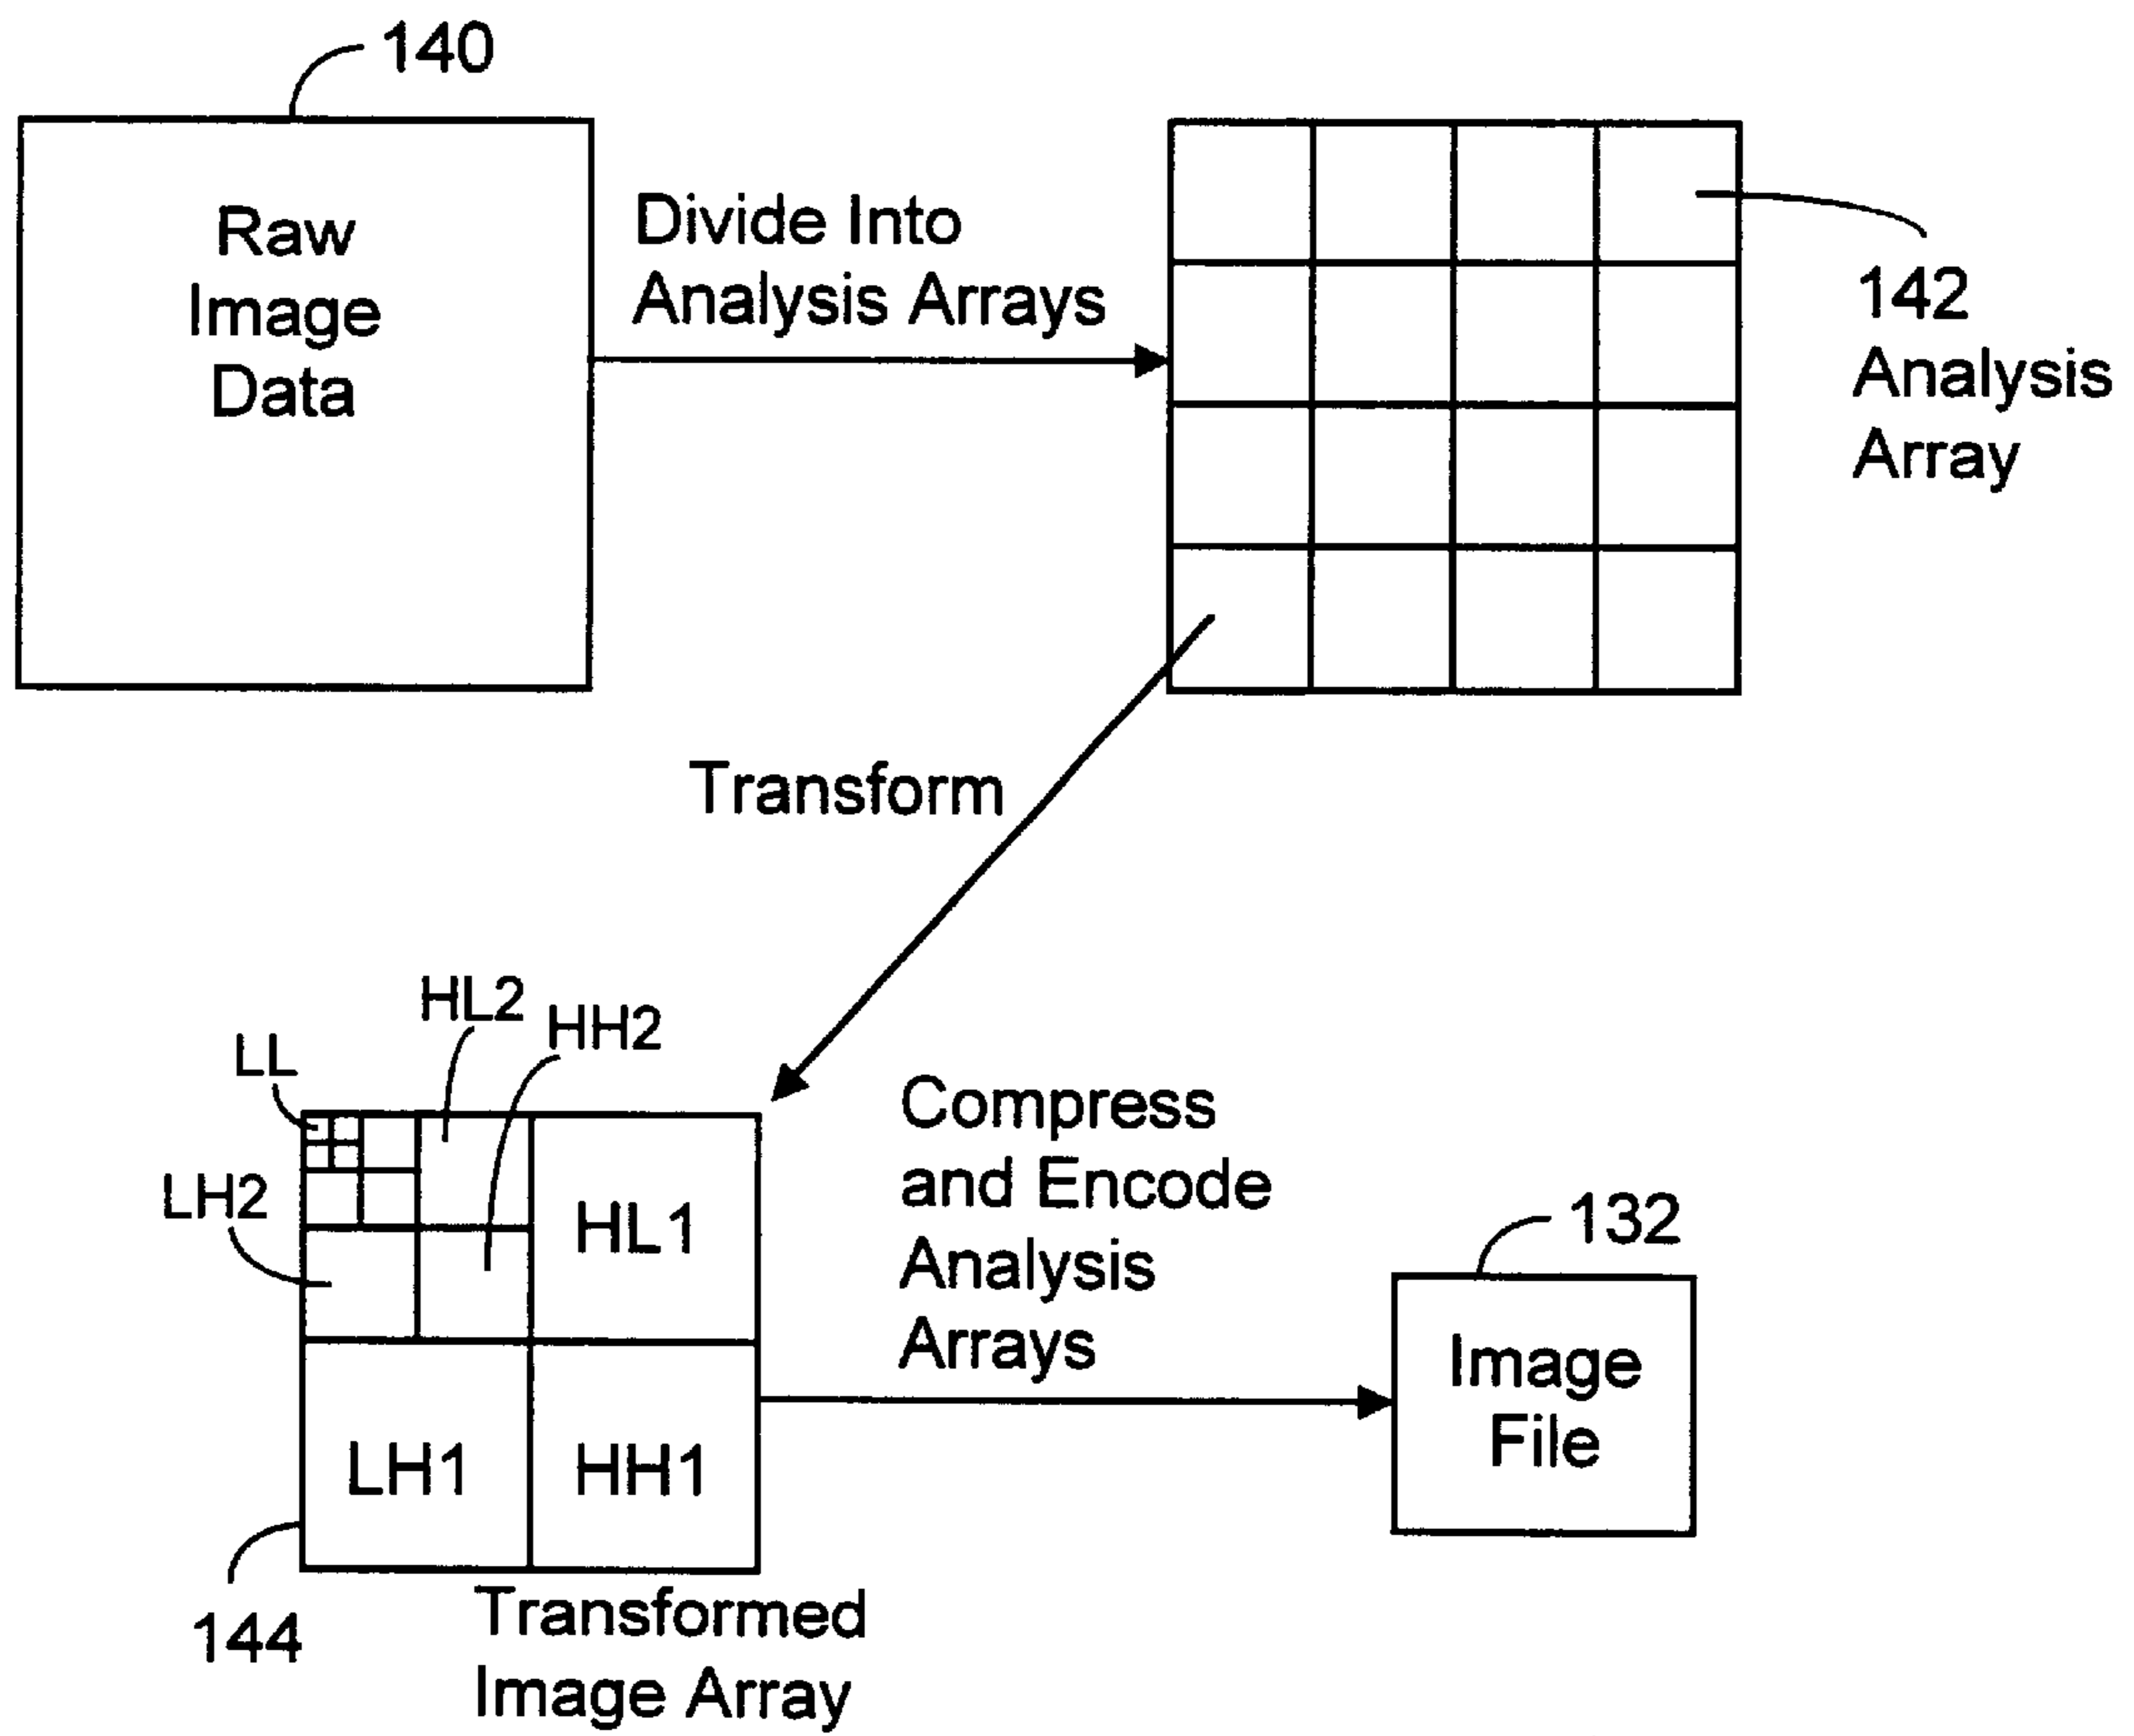 140
Raw
Image
Data
Divide Into
Analysis Arrays
142
Analysis
Array
Transform
HL2
HH2
LL
LH2
HL1
LH1
HH1
144
Transformed
Image Array
Compress
and Encode
Analysis
Arrays
132
Image
File